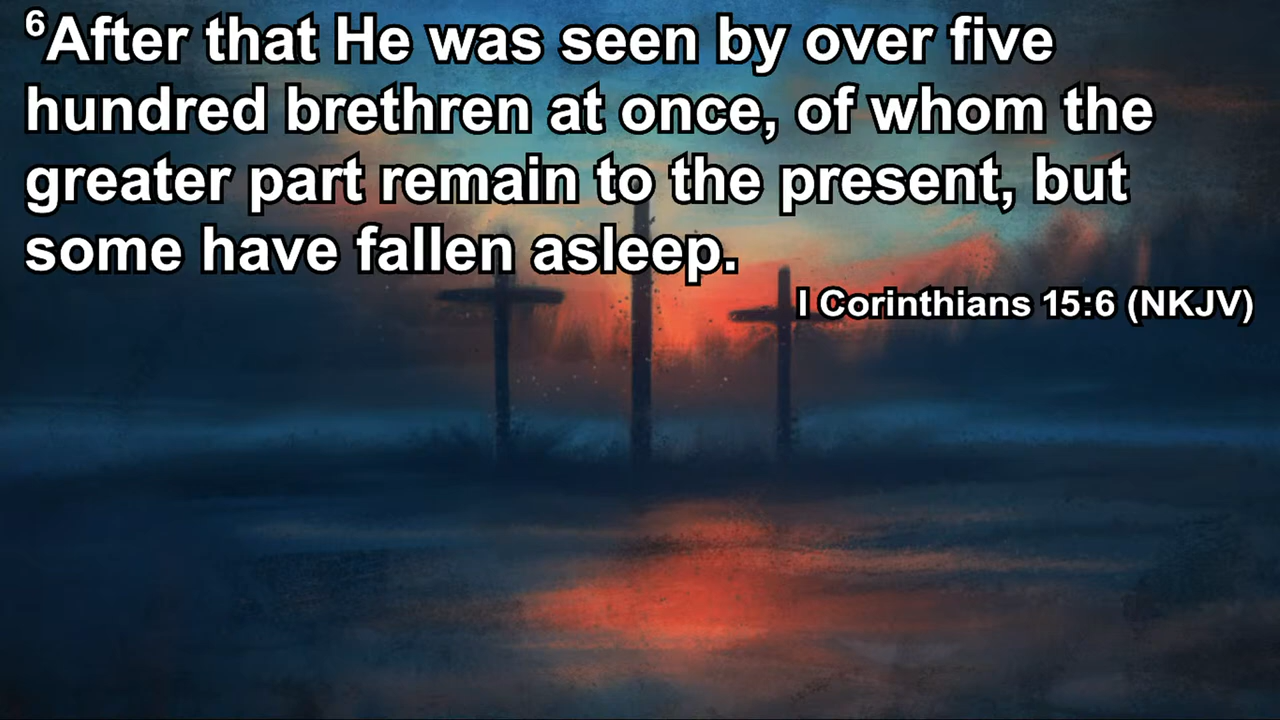 ⁶After that He was seen by over five
hundred brethren at once, of whom the
greater part remain to the present, but
some have fallen asleep.
I Corinthians 15:6 (NKJV)